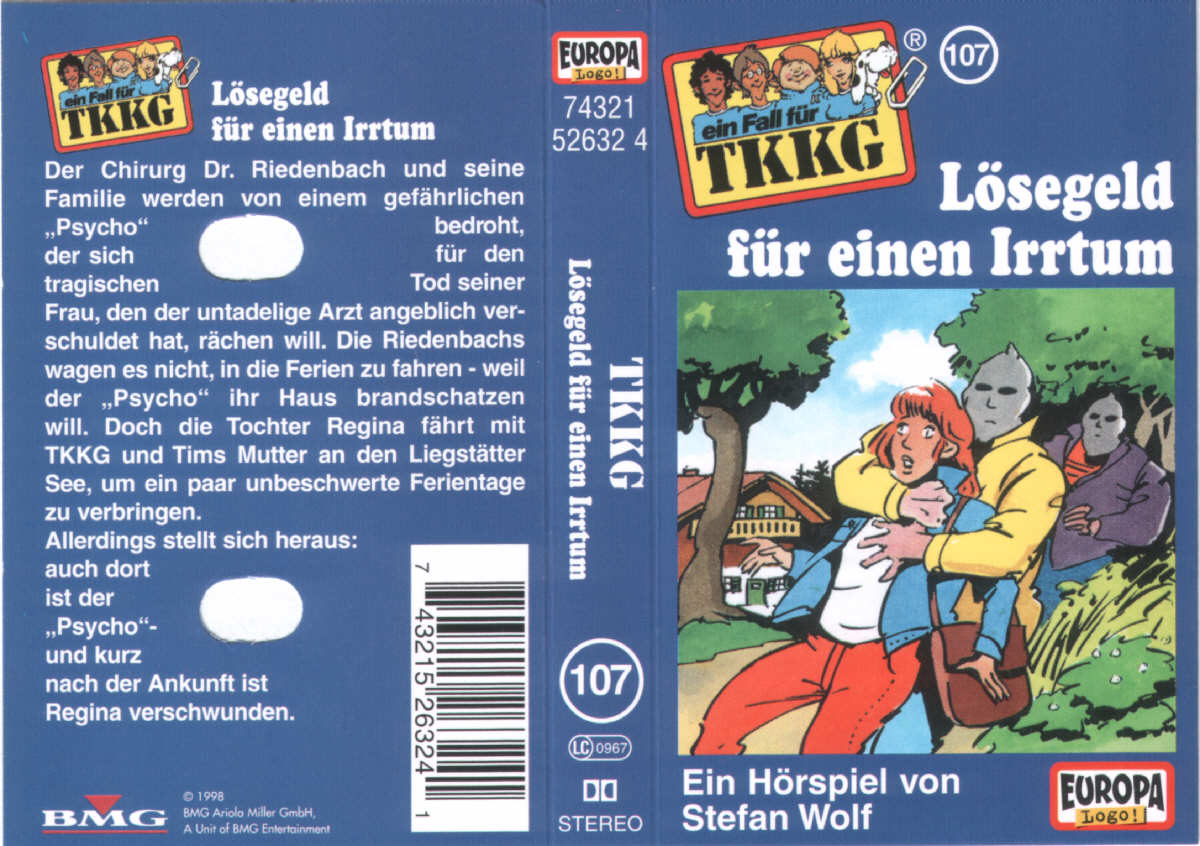 ein Fall für
TKKG
Lösegeld
für einen Irrtum
Der Chirurg Dr. Riedenbach und seine
Familie werden von einem gefährlichen
„Psycho“ bedroht,
der sich für den
tragischen Tod seiner
Frau, den der untadelige Arzt angeblich ver-
schuldet hat, rächen will. Die Riedenbachs
wagen es nicht, in die Ferien zu fahren - weil
der „Psycho“ ihr Haus brandschatzen
will. Doch die Tochter Regina fährt mit
TKKG und Tims Mutter an den Liegstätter
See, um ein paar unbeschwerte Ferientage
zu verbringen.
Allerdings stellt sich heraus:
auch dort
ist der
„Psycho“-
und kurz
nach der Ankunft ist
Regina verschwunden.
7 43215 26324 1
BMG
© 1998
BMG Ariola Miller GmbH,
A Unit of BMG Entertainment
EUROPA
Logo!
74321
52632 4
TKKG
Lösegeld für einen Irrtum
107
LC 0967
STEREO
ein Fall für
TKKG
®
107
Lösegeld
für einen Irrtum
Ein Hörspiel von
Stefan Wolf
EUROPA
Logo!